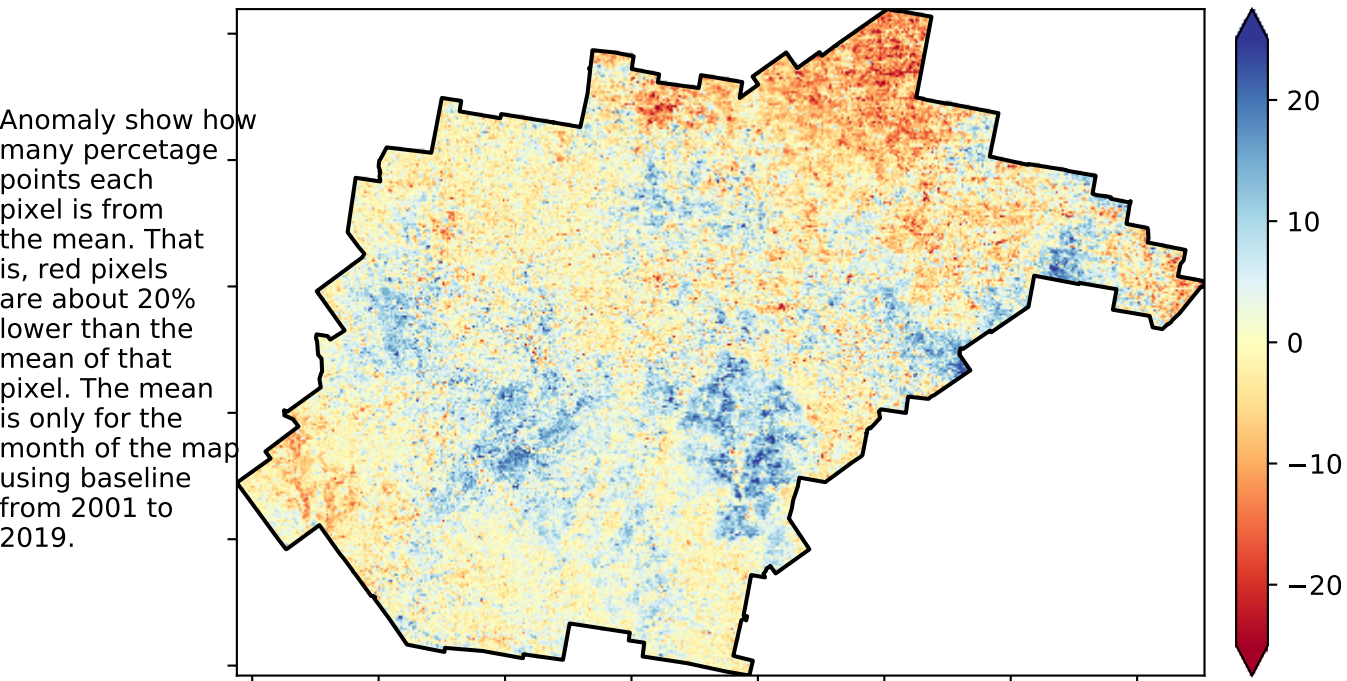 Anomaly show how
many percetage
points each
pixel is from
the mean. That
is, red pixels
are about 20%
lower than the
mean of that
pixel. The mean
is only for the
month of the map
using baseline
from 2001 to
2019.
20
10
0
−10
−20